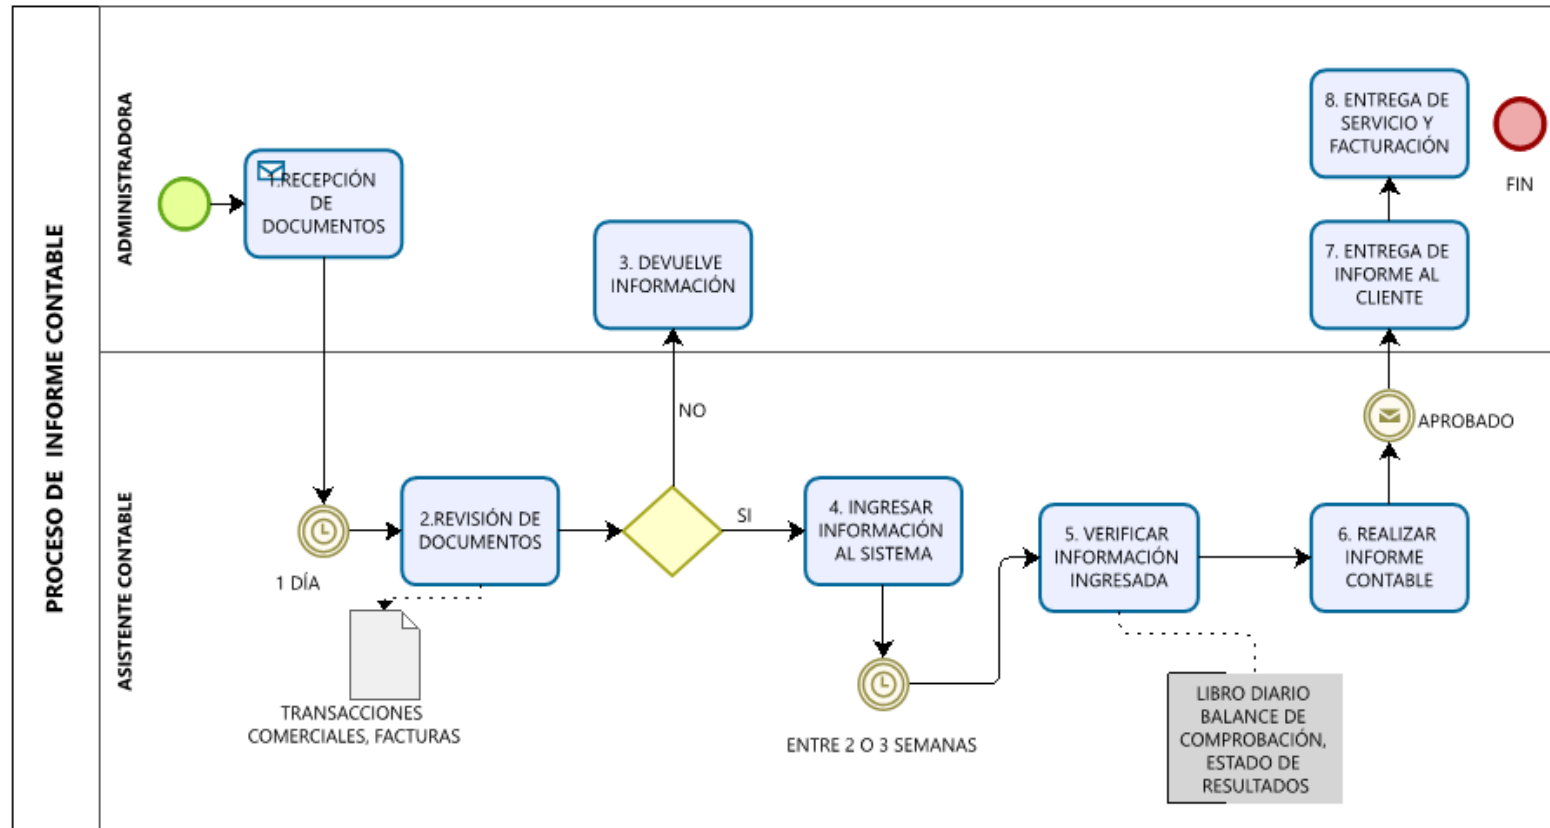 PROCESO DE INFORME CONTABLE
ADMINISTRADORA
1.RECEPCIÓN
DE
DOCUMENTOS
3. DEVUELVE
INFORMACIÓN
8. ENTREGA DE
SERVICIO Y
FACTURACIÓN
FIN
7. ENTREGA DE
INFORME AL
CLIENTE
ASISTENTE CONTABLE
1 DÍA
2.REVISIÓN DE
DOCUMENTOS
TRANSACCIONES
COMERCIALES, FACTURAS
NO
SI
4. INGRESAR
INFORMACIÓN
AL SISTEMA
ENTRE 2 O 3 SEMANAS
5. VERIFICAR
INFORMACIÓN
INGRESADA
LIBRO DIARIO
BALANCE DE
COMPROBACIÓN,
ESTADO DE
RESULTADOS
6. REALIZAR
INFORME
CONTABLE
APROBADO